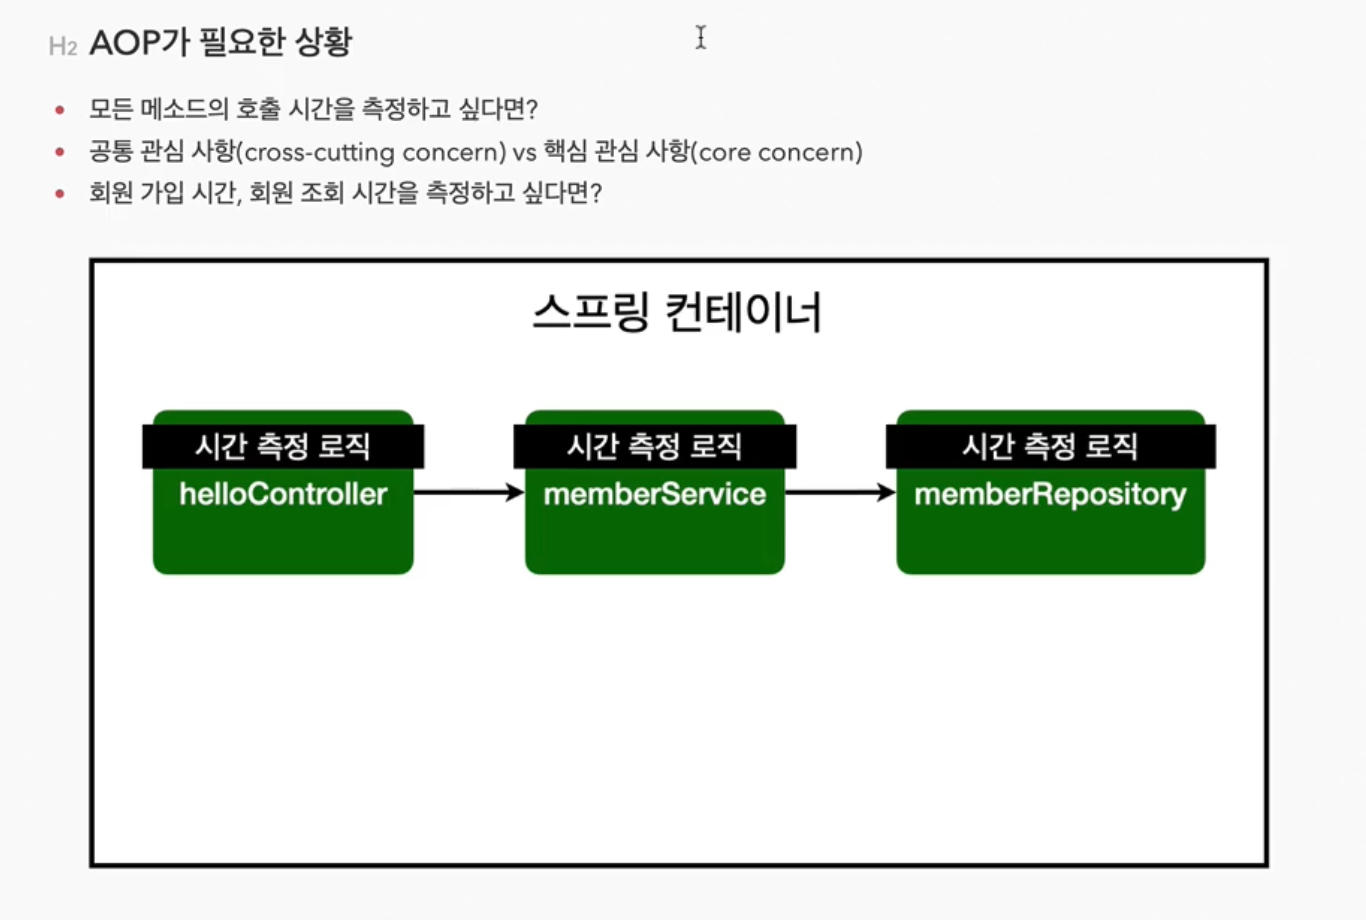 H2 AOP가 필요한 상황
모든 메소드의 호출 시간을 측정하고 싶다면?
공통 관심 사항(cross-cutting concern) vs 핵심 관심 사항(core concern)
회원 가입 시간, 회원 조회 시간을 측정하고 싶다면?
스프링 컨테이너
시간 측정 로직
helloController
시간 측정 로직
memberService
시간 측정 로직
memberRepository